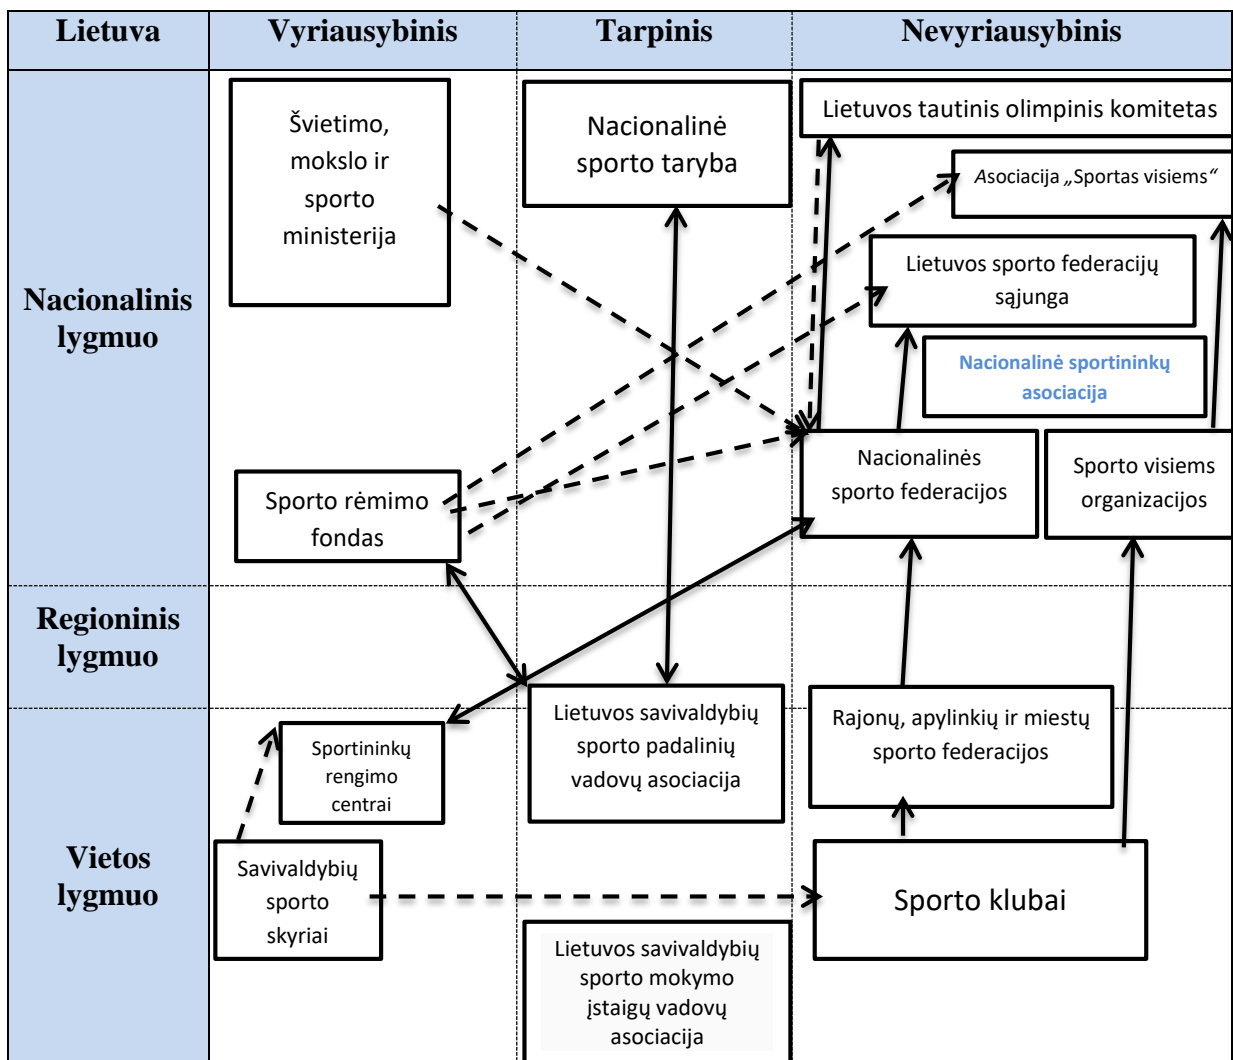 Lietuva
Vyriausybinis
Tarpinis
Nevyriausybinis
Nacionalinis
lygmuo
Švietimo,
mokslo ir
sporto
ministerija
Nacionalinė
sporto taryba
Lietuvos tautinis olimpinis komitetas
Asociacija „Sportas visiems“
Lietuvos sporto federacijų
sąjunga
Nacionalinė sportininkų
asociacija
Sporto rėmimo
fondas
Nacionalinės
sporto federacijos
Sporto visiems
organizacijos
Regioninis
lygmuo
Lietuvos savivaldybių
sporto padalinių
vadovų asociacija
Rajonų, apylinkių ir miestų
sporto federacijos
Vietos
lygmuo
Sportininkų
rengimo
centrai
Savivaldybių
sporto
skyriai
Sporto klubai
Lietuvos savivaldybių
sporto mokymo
įstaigų vadovų
asociacija